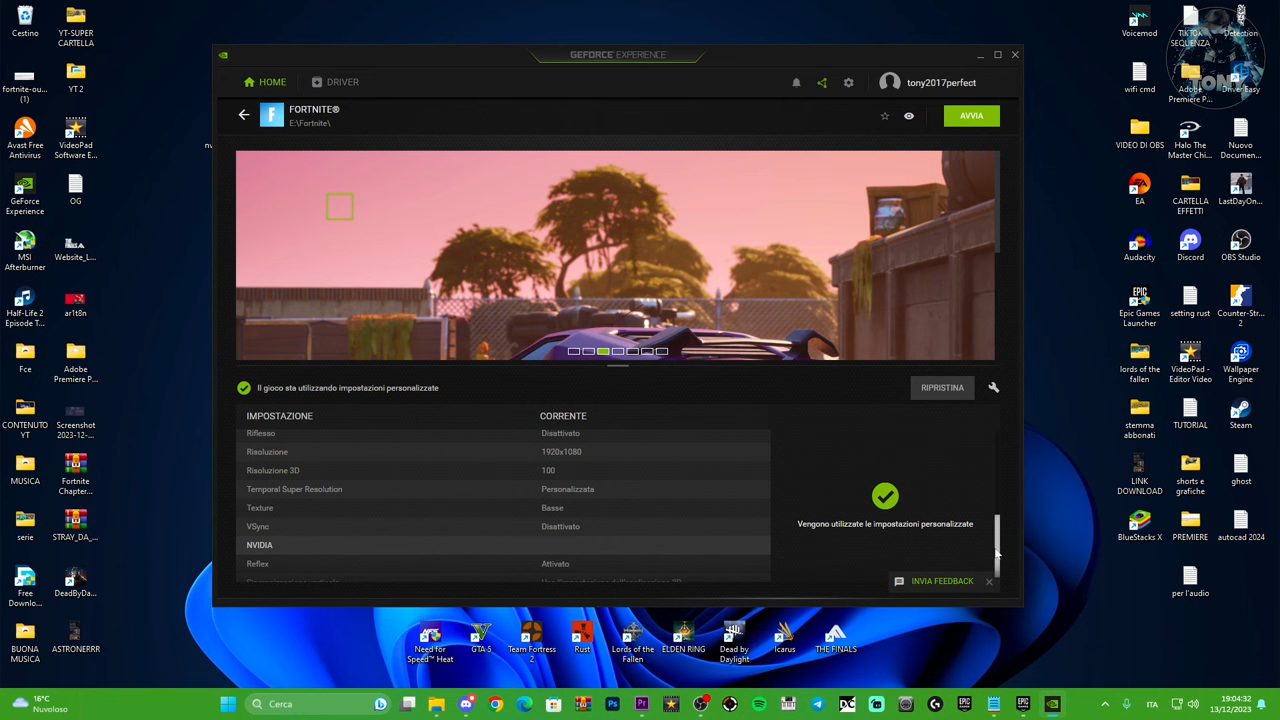 Cestino
YT-SUPER
CARTELLA
fortnite-ou...
(1)
YT 2
Avast Free
Antivirus
VideoPad
Software E...
GeForce
Experience
OG
MSI
Afterburner
Website_L...
Half-Life 2
Episode T...
ar1t8n
Fce
Adobe
Premiere P...
CONTENUTO
YT
Screenshot
2023-12-...
MUSICA
Fortnite
Chapter...
serie
STRAY_DA_...
Free
Downlo...
DeadByDa...
BUONA
MUSICA
ASTRONERRR
GEFORCE EXPERIENCE
HOME
DRIVER
tony2017perfect
FORTNITE®
E:\Fortnite\
AVVIA
Il gioco sta utilizzando impostazioni personalizzate
RIPRISTINA
IMPOSTAZIONE CORRENTE
Riflesso Disattivato
Risoluzione 1920x1080
Risoluzione 3D 100
Temporal Super Resolution Personalizzata
Texture Basse
VSync Disattivato
NVIDIA
Reflex Attivato
Vengono utilizzate le impostazioni personalizzate
INVIA FEEDBACK
Voicemod
TIKTOK
SEQUENZA
Detection
TONY
wifi cmd
Adobe
Premiere P...
Driver Easy
VIDEO DI OBS
Halo The
Master Chi...
Nuovo
Documen...
EA
CARTELLA
EFFETTI
LastDayOn...
Audacity
Discord
OBS Studio
Epic Games
Launcher
setting rust
Counter-Str...
2
lords of the
fallen
VideoPad -
Editor Video
Wallpaper
Engine
stemma
abbonati
TUTORIAL
Steam
LINK
DOWNLOAD
shorts e
grafiche
ghost
BlueStacks X
PREMIERE
autocad 2024
per l'audio
Need for
Speed™ Heat
GTA 5
Team Fortress
2
Rust
Lords of the
Fallen
ELDEN RING
Dead by
Daylight
Icarus
THE FINALS
16°C
Nuvoloso
Cerca
ITA
19:04:32
13/12/2023